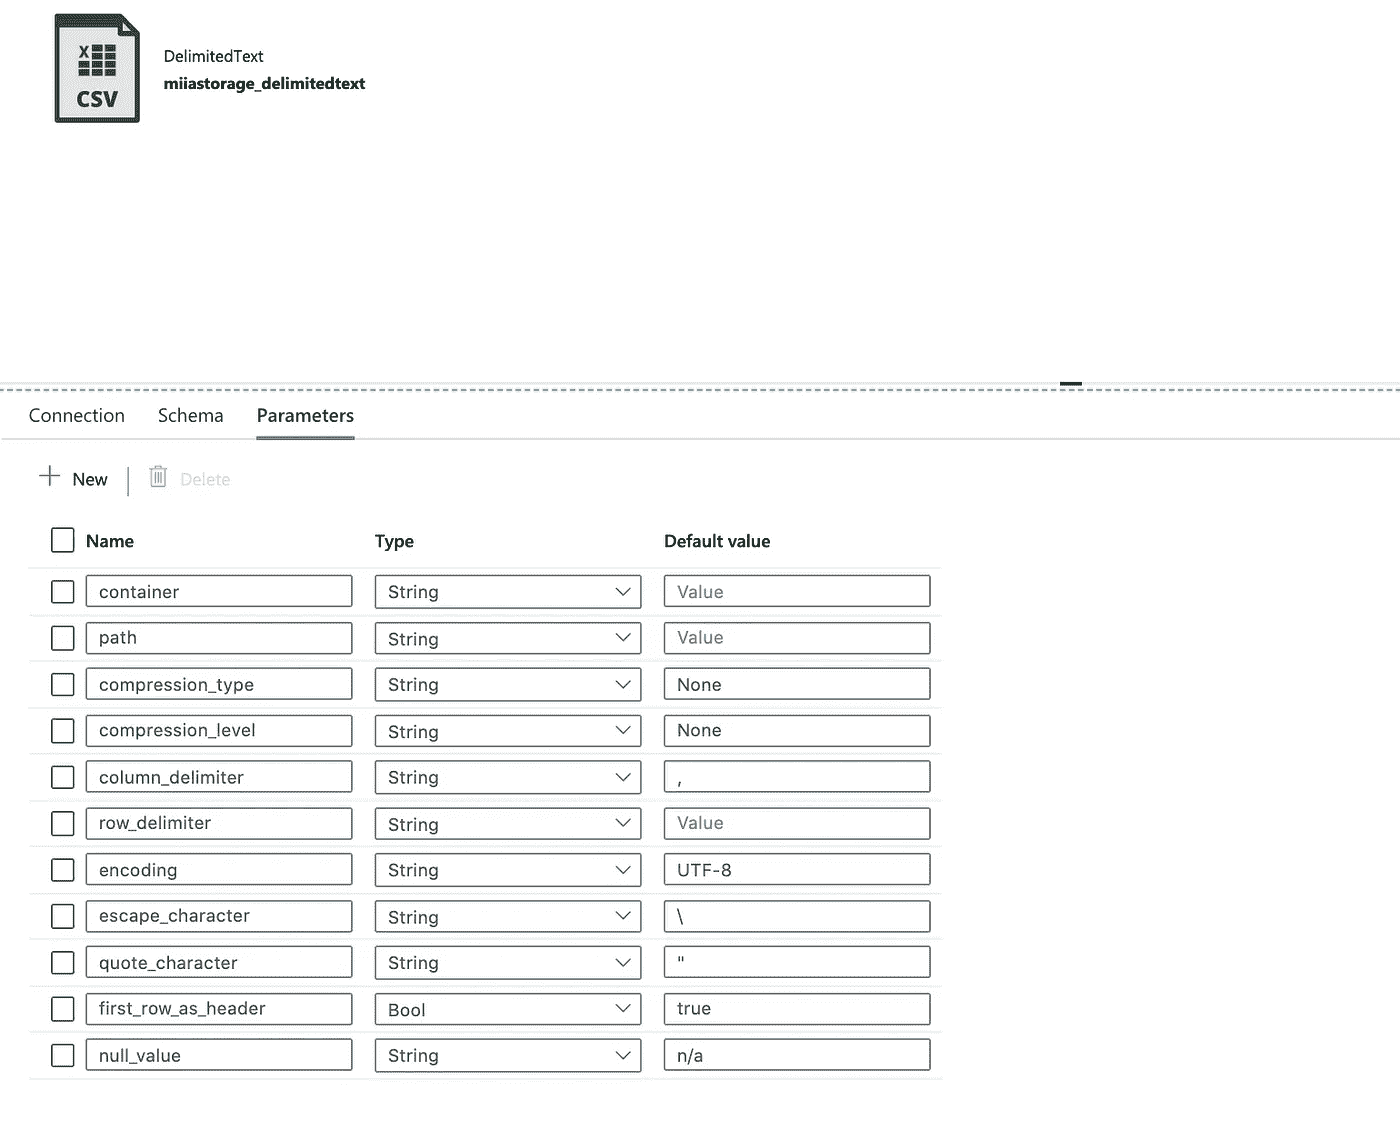 X
CSV
DelimitedText
miiastorage_delimitedtext
Connection Schema Parameters
New Delete
Name Type Default value
container String Value
path String Value
compression_type String None
compression_level String None
column_delimiter String ,
row_delimiter String Value
encoding String UTF-8
escape_character String \
quote_character String "
first_row_as_header Bool true
null_value String n/a